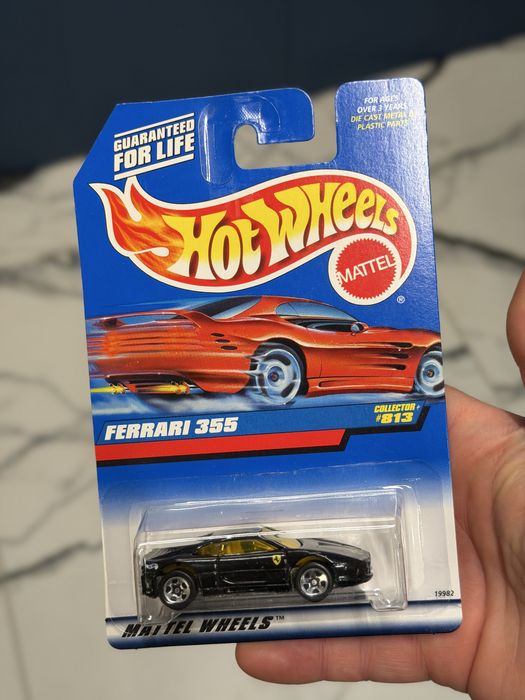 GUARANTEED
FOR LIFE
FOR AGES
OVER 3 YEARS
DIE CAST METAL &
PLASTIC PARTS
HOT WHEELS
MATTEL
®
FERRARI 355
COLLECTOR
#813
19982
MATTEL WHEELS™